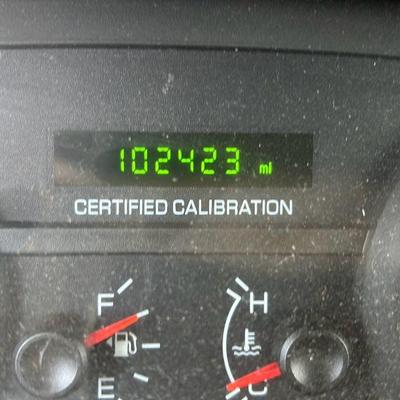 102423 mi
CERTIFIED CALIBRATION
F H
E C